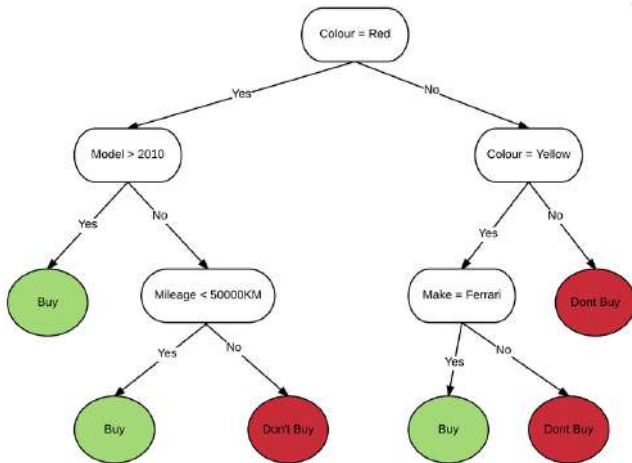 Colour = Red
Yes
No
Model > 2010
Colour = Yellow
Yes
No
Yes
No
Buy
Mileage < 50000KM
Make = Ferrari
Dont Buy
Yes
No
Yes
No
Buy
Don't Buy
Buy
Dont Buy